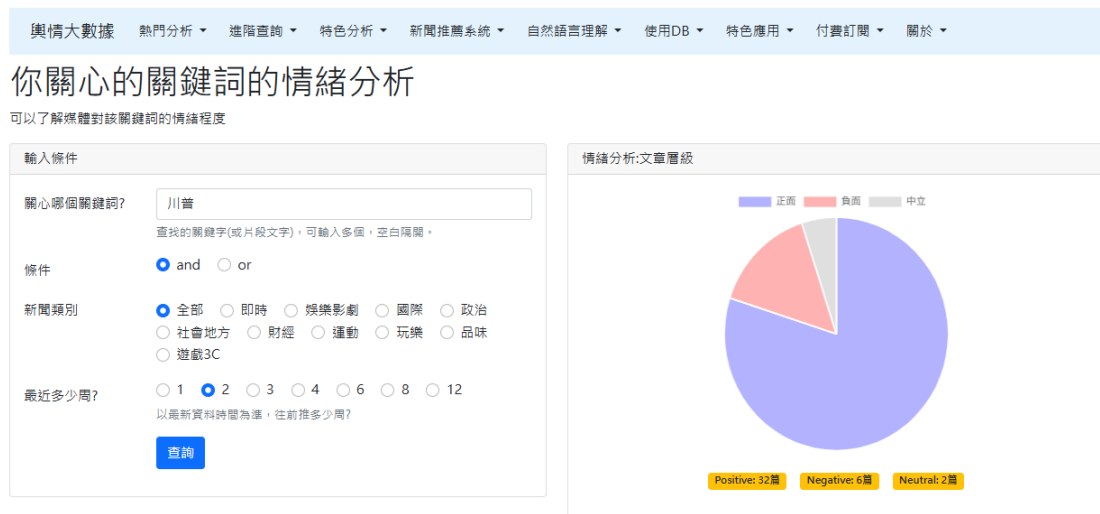 輿情大數據 熱門分析 進階查詢 特色分析 新聞推薦系統 自然語言理解 使用DB 特色應用 付費訂閱 關於
你關心的關鍵詞的情緒分析
可以了解媒體對該關鍵詞的情緒程度
輸入條件
關心哪個關鍵詞? 川普
查找的關鍵字(或片段文字),可輸入多個,空白隔開。
條件 and or
新聞類別 全部 即時 娛樂影劇 國際 政治
社會地方 財經 運動 玩樂 品味
遊戲3C
最近多少周? 1 2 3 4 6 8 12
以最新資料時間為準,往前推多少周?
查詢
情緒分析:文章層級
正面 負面 中立
Positive: 32篇 Negative: 6篇 Neutral: 2篇